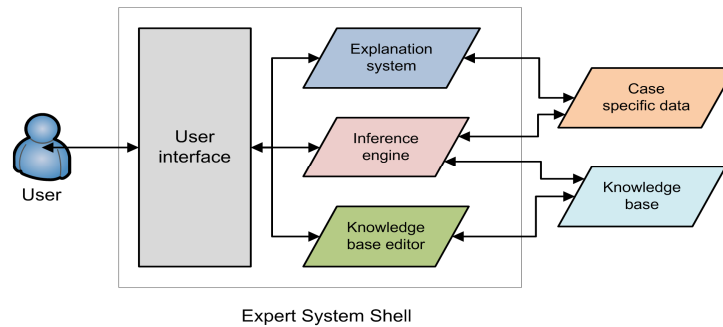 Explanation
system
Case
specific data
User
interface
Inference
engine
User
Knowledge
base
Knowledge
base editor
Expert System Shell